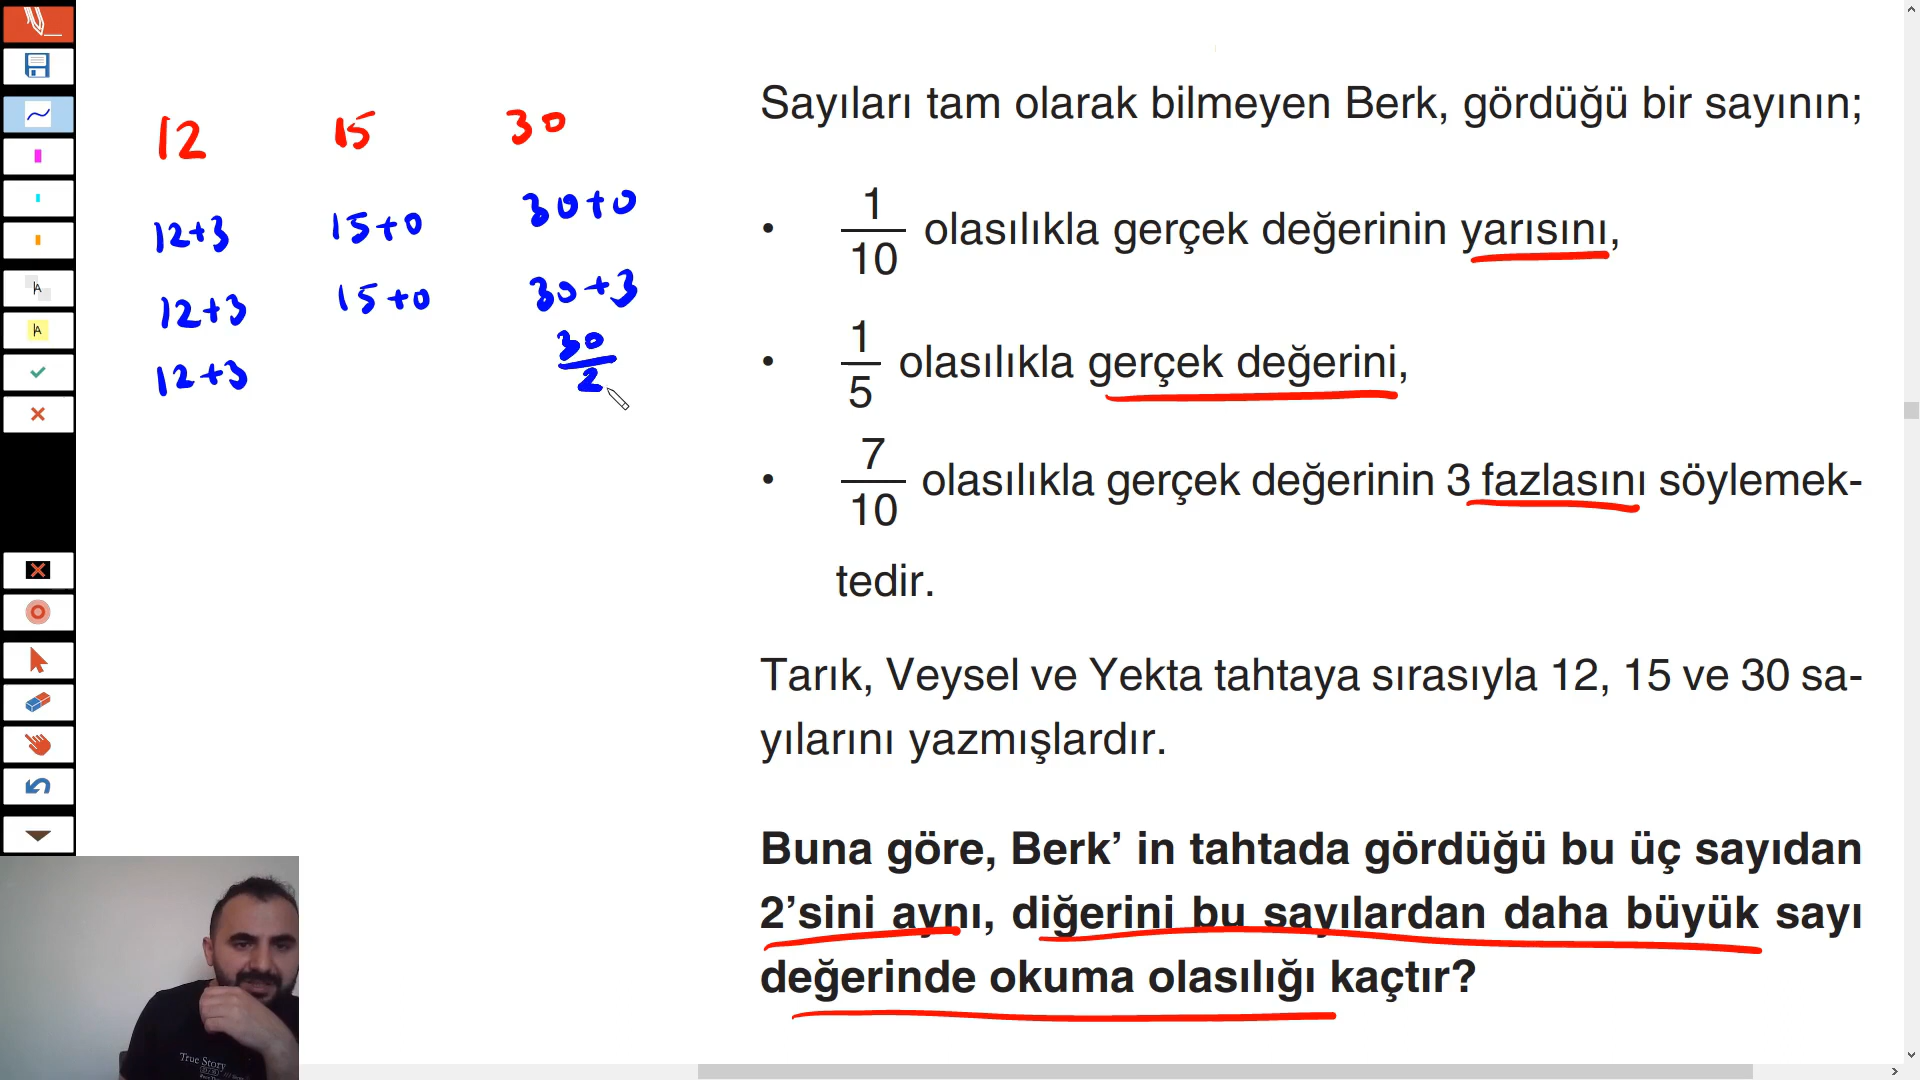 12 15 30
12+3 15+0 30+0
12+3 15+0 30+3
12+3 30/2
Sayıları tam olarak bilmeyen Berk, gördüğü bir sayının;
• 1/10 olasılıkla gerçek değerinin yarısını,
• 1/5 olasılıkla gerçek değerini,
• 7/10 olasılıkla gerçek değerinin 3 fazlasını söylemek-
tedir.
Tarık, Veysel ve Yekta tahtaya sırasıyla 12, 15 ve 30 sa-
yılarını yazmışlardır.
Buna göre, Berk’ in tahtada gördüğü bu üç sayıdan
2’sini aynı, diğerini bu sayılardan daha büyük sayı
değerinde okuma olasılığı kaçtır?
True Story